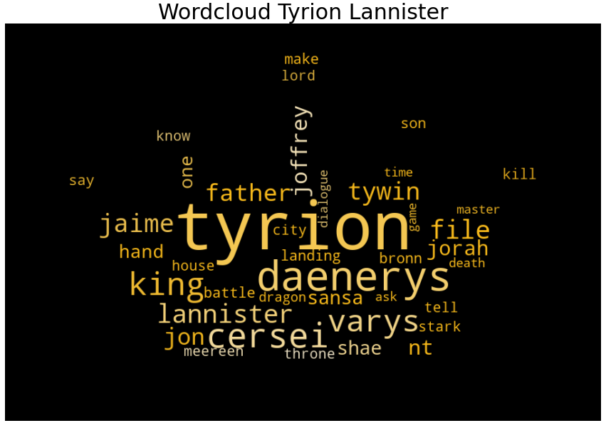 Wordcloud Tyrion Lannister
make
lord
son
know
joffrey
one
say
time
kill
father
dialogue
tywin
master
game
tyrion
jaime
city
file
hand
landing
bronn
jorah
house
daenerys
death
king
battle
dragon
sansa
ask
tell
lannister
varys
stark
jon
cersei
meereen
throne
shae
nt